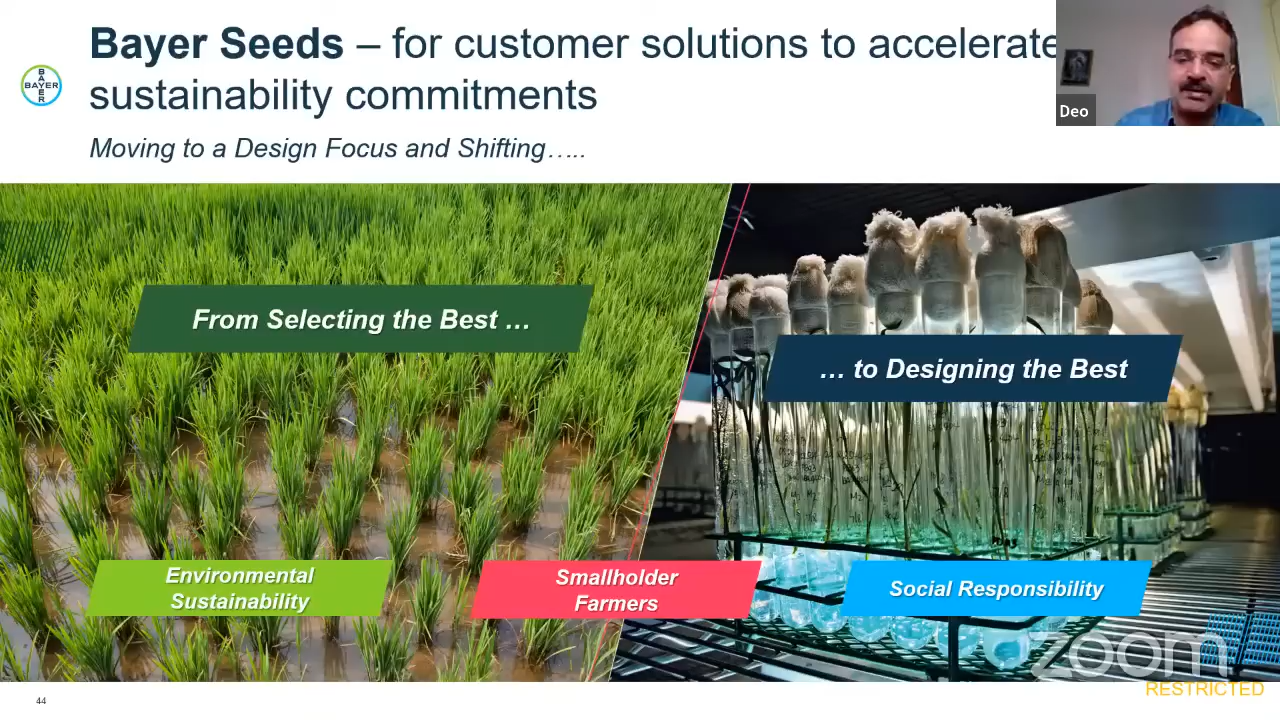 Bayer Seeds – for customer solutions to accelerate
sustainability commitments
BAYER
BAYER
Deo
Moving to a Design Focus and Shifting…..
From Selecting the Best …
… to Designing the Best
Environmental
Sustainability
Smallholder
Farmers
Social Responsibility
zoom
RESTRICTED
44